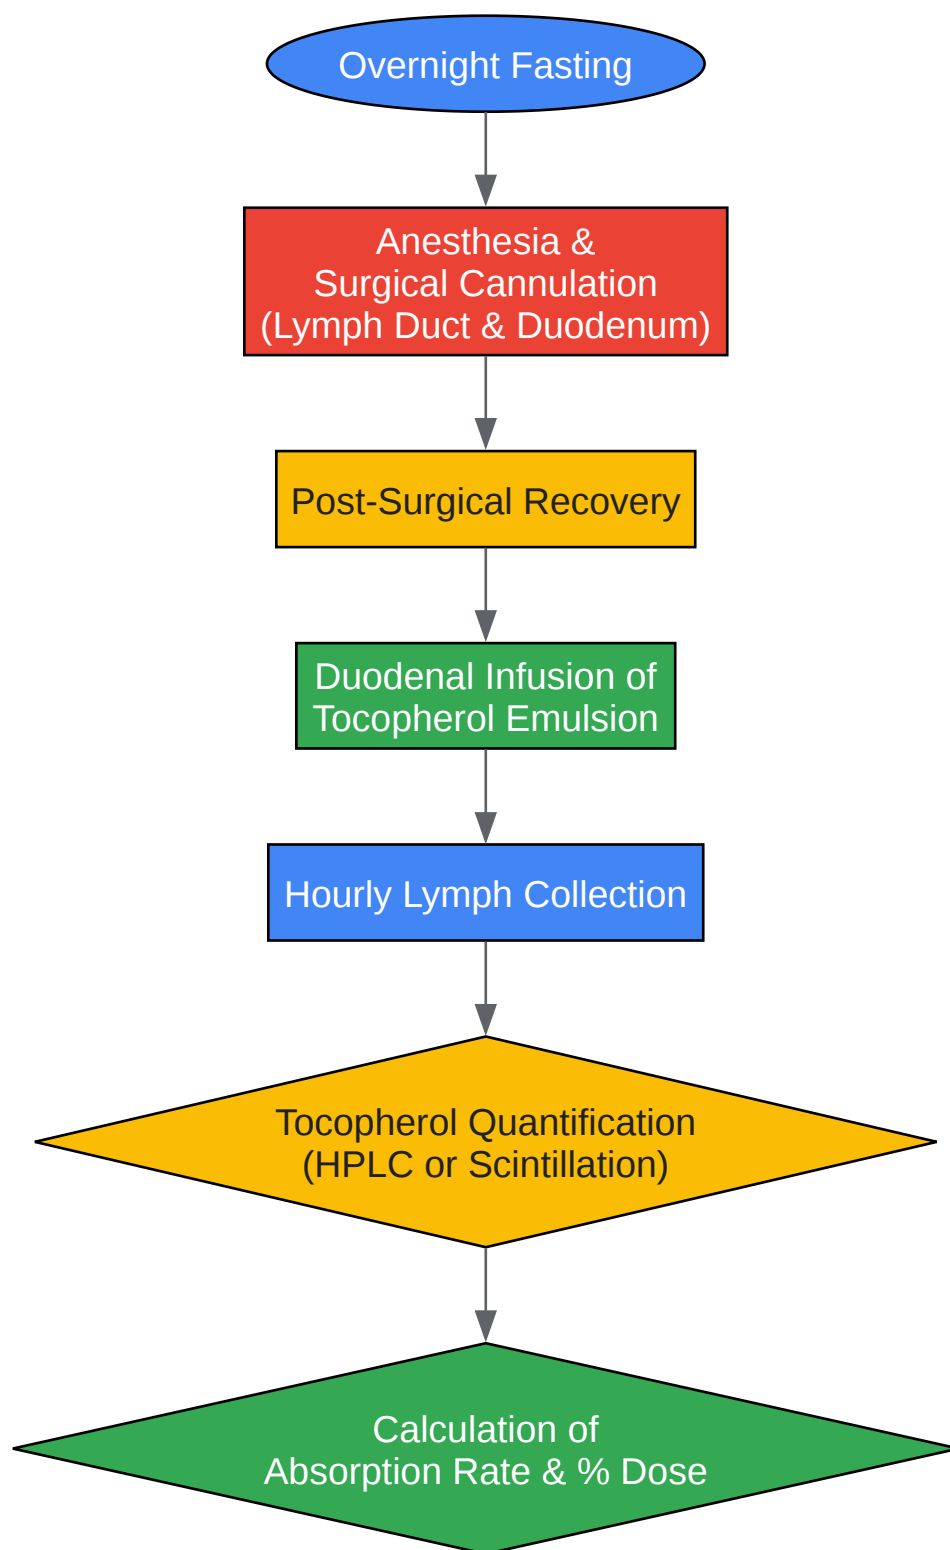 Overnight Fasting
Anesthesia &
Surgical Cannulation
(Lymph Duct & Duodenum)
Post-Surgical Recovery
Duodenal Infusion of
Tocopherol Emulsion
Hourly Lymph Collection
Tocopherol Quantification
(HPLC or Scintillation)
Calculation of
Absorption Rate & % Dose